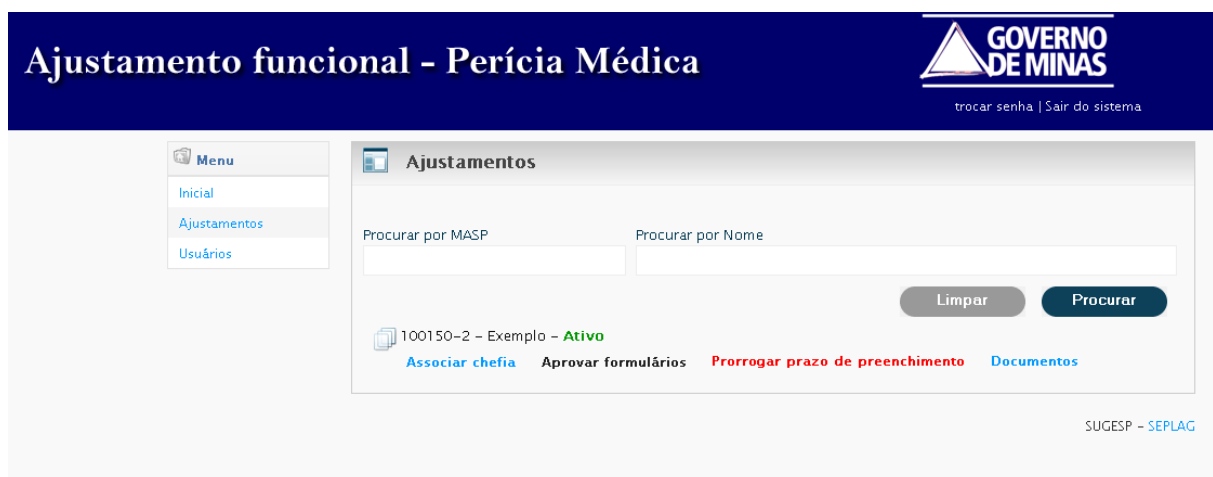 Ajustamento funcional - Perícia Médica
GOVERNO
DE MINAS
trocar senha | Sair do sistema
Menu
Inicial
Ajustamentos
Usuários
Ajustamentos
Procurar por MASP Procurar por Nome
Limpar Procurar
100150-2 - Exemplo - Ativo
Associar chefia Aprovar formulários Prorrogar prazo de preenchimento Documentos
SUGESP - SEPLAG